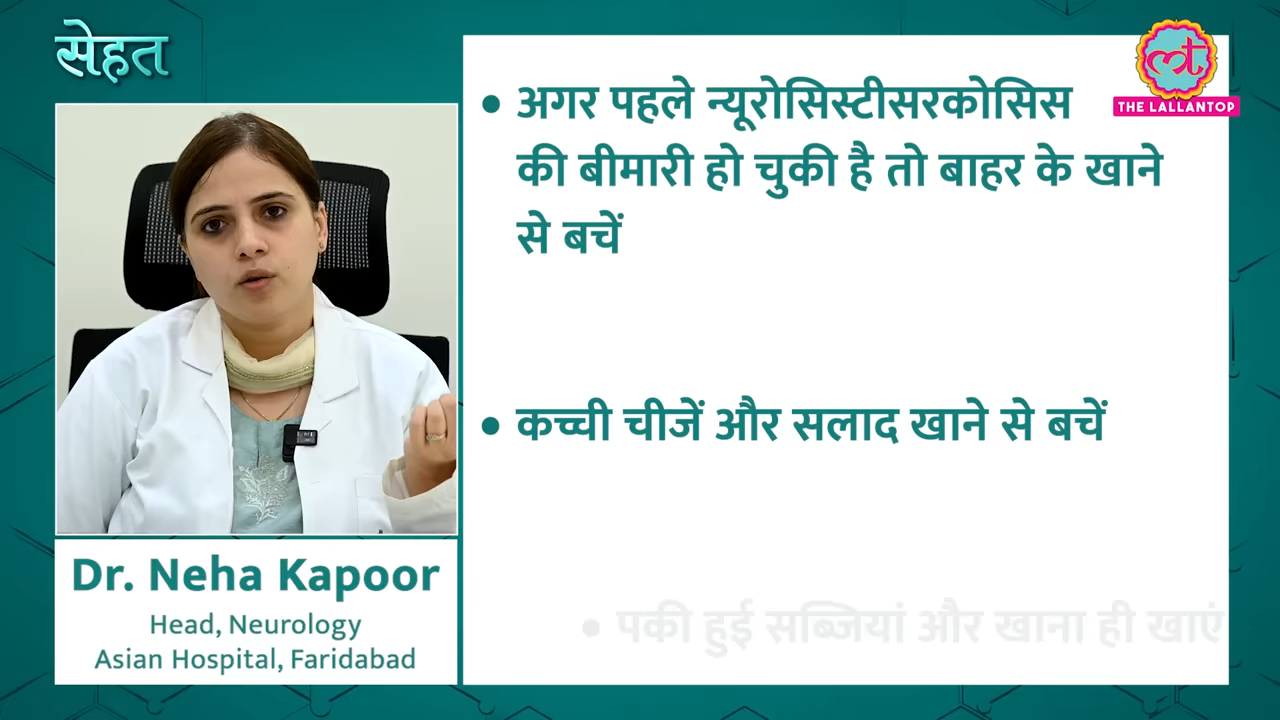 सेहत
THE LALLANTOP
• अगर पहले न्यूरोसिस्टीसरकोसिस
की बीमारी हो चुकी है तो बाहर के खाने
से बचें
• कच्ची चीजें और सलाद खाने से बचें
• पकी हुई सब्जियां और खाना ही खाएं
Dr. Neha Kapoor
Head, Neurology
Asian Hospital, Faridabad